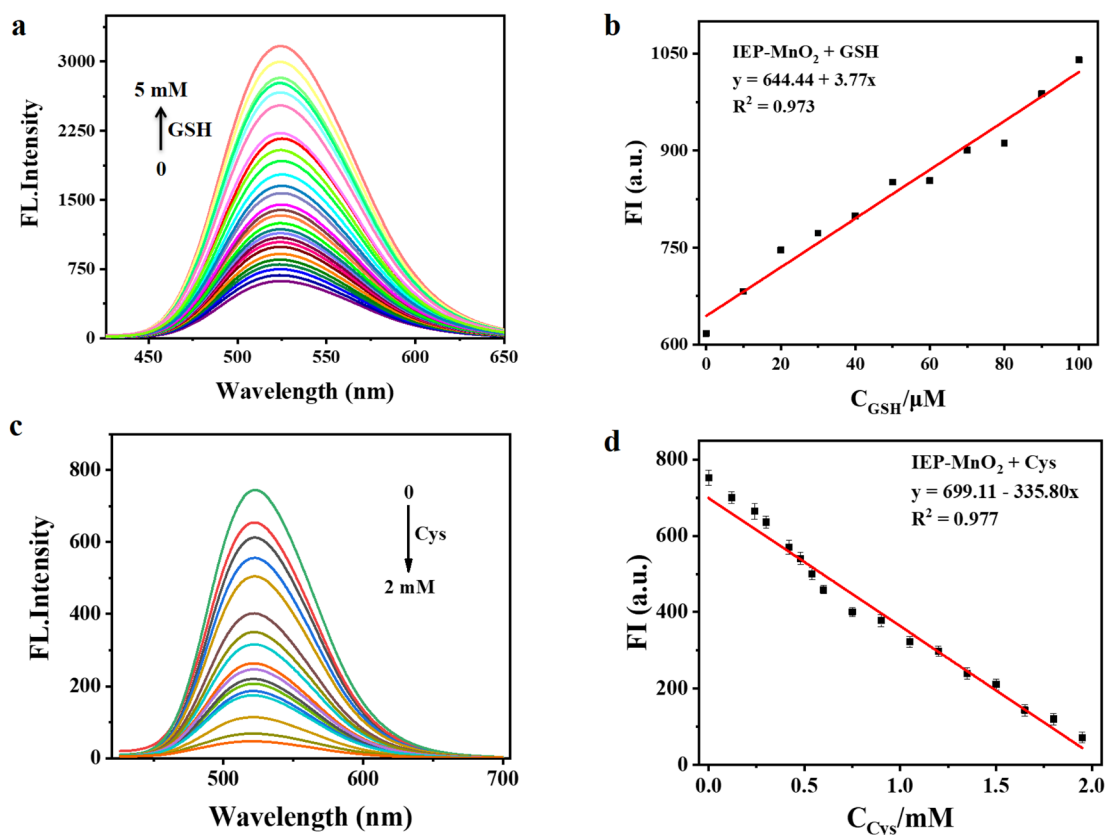 a
FL.Intensity
3000
2250
1500
750
0
5 mM
GSH
0
450
500
550
600
650
Wavelength (nm)
b
FI (a.u.)
1050
900
750
600
IEP-MnO₂ + GSH
y = 644.44 + 3.77x
R² = 0.973
0
20
40
60
80
100
C_GSH/μM
c
FL.Intensity
800
600
400
200
0
0
Cys
2 mM
500
600
700
Wavelength (nm)
d
FI (a.u.)
800
600
400
200
0
IEP-MnO₂ + Cys
y = 699.11 - 335.80x
R² = 0.977
0.0
0.5
1.0
1.5
2.0
C_Cys/mM